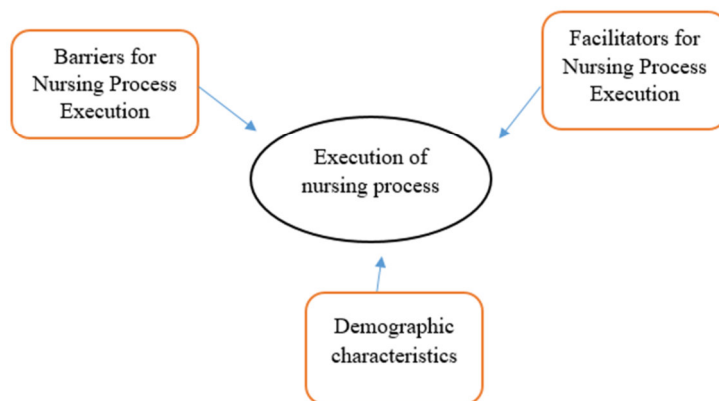 Barriers for
Nursing Process
Execution
Facilitators for
Nursing Process
Execution
Execution of
nursing process
Demographic
characteristics